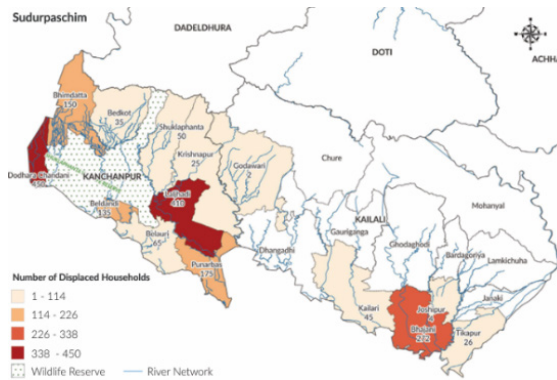 Sudurpaschim
DADELDHURA
DOTI
ACHHA
Bhimdatta
150
Bedkot
35
Shuklaphanta
50
Krishnapur
25
Godawari
2
Chure
Dodhara Chandani
KANCHANPUR
Beldandi
135
410
Belauri
65
Punarbas
175
Dhangadhi
Gauriganga
KAILALI
Ghodaghodi
Mohanyal
Bardagoriya
Lamkichuha
Janaki
Kailari
45
Joshipur
Bhajani
272
Tikapur
26
Number of Displaced Households
1 - 114
114 - 226
226 - 338
338 - 450
Wildlife Reserve
River Network